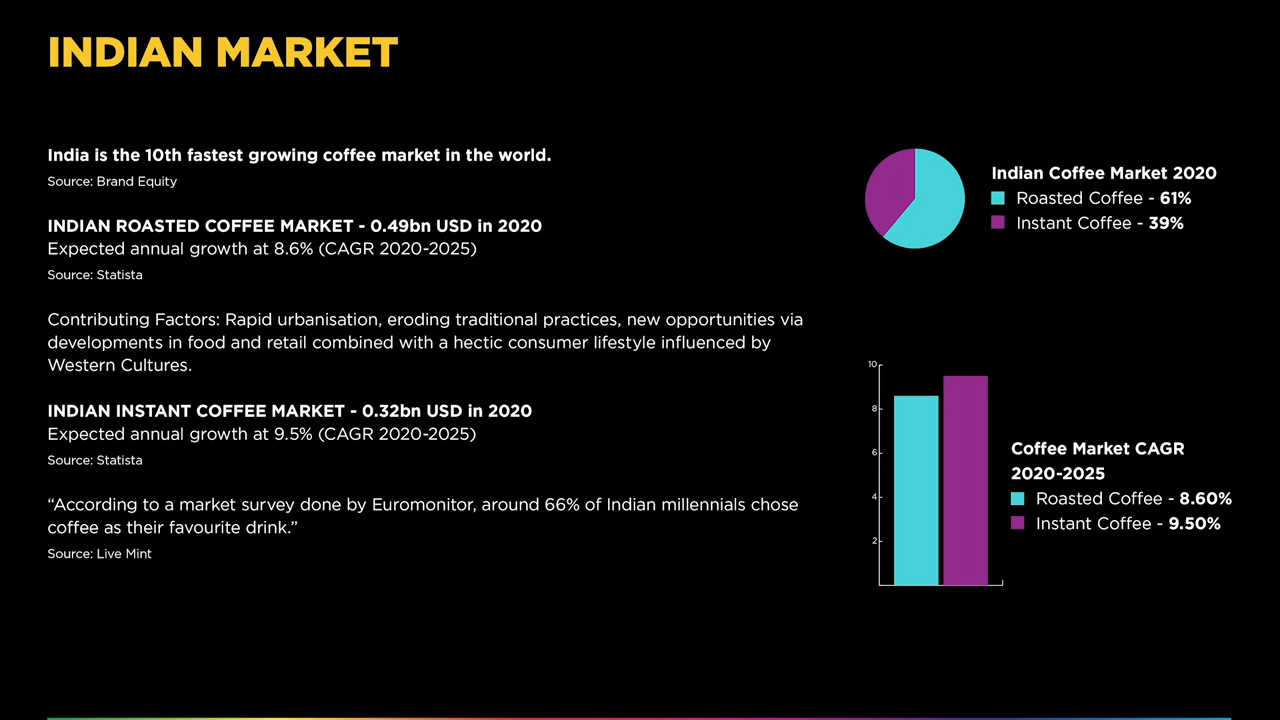 INDIAN MARKET
India is the 10th fastest growing coffee market in the world.
Source: Brand Equity
INDIAN ROASTED COFFEE MARKET - 0.49bn USD in 2020
Expected annual growth at 8.6% (CAGR 2020-2025)
Source: Statista
Contributing Factors: Rapid urbanisation, eroding traditional practices, new opportunities via
developments in food and retail combined with a hectic consumer lifestyle influenced by
Western Cultures.
INDIAN INSTANT COFFEE MARKET - 0.32bn USD in 2020
Expected annual growth at 9.5% (CAGR 2020-2025)
Source: Statista
“According to a market survey done by Euromonitor, around 66% of Indian millennials chose
coffee as their favourite drink.”
Source: Live Mint
Indian Coffee Market 2020
Roasted Coffee - 61%
Instant Coffee - 39%
10
8
6
4
2
Coffee Market CAGR
2020-2025
Roasted Coffee - 8.60%
Instant Coffee - 9.50%